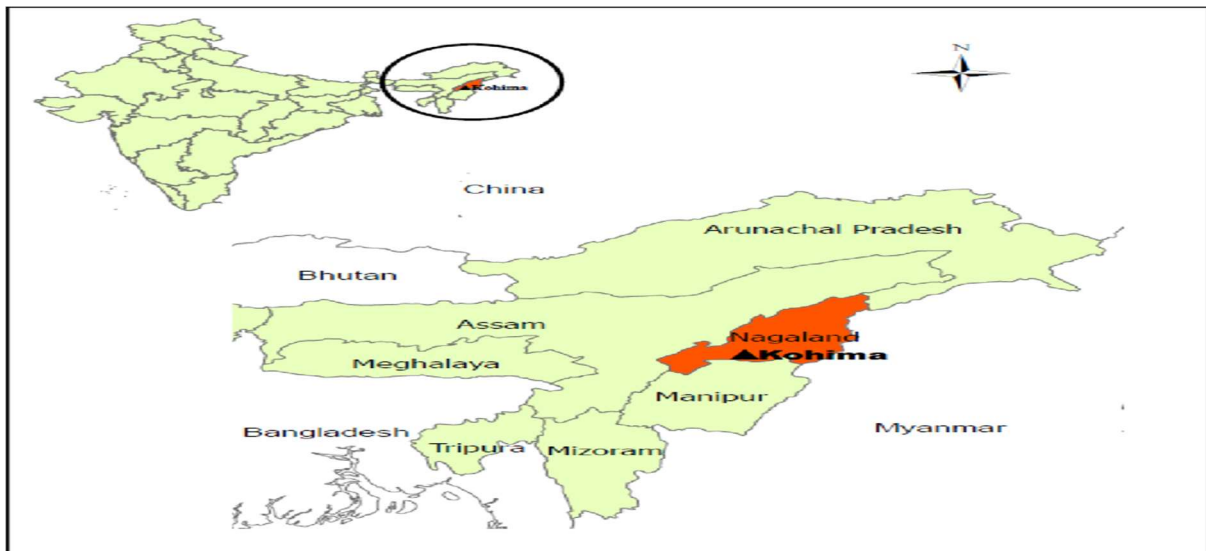 N
▲Kohima
China
Arunachal Pradesh
Bhutan
Assam
Nagaland
▲Kohima
Meghalaya
Manipur
Bangladesh
Myanmar
Tripura
Mizoram